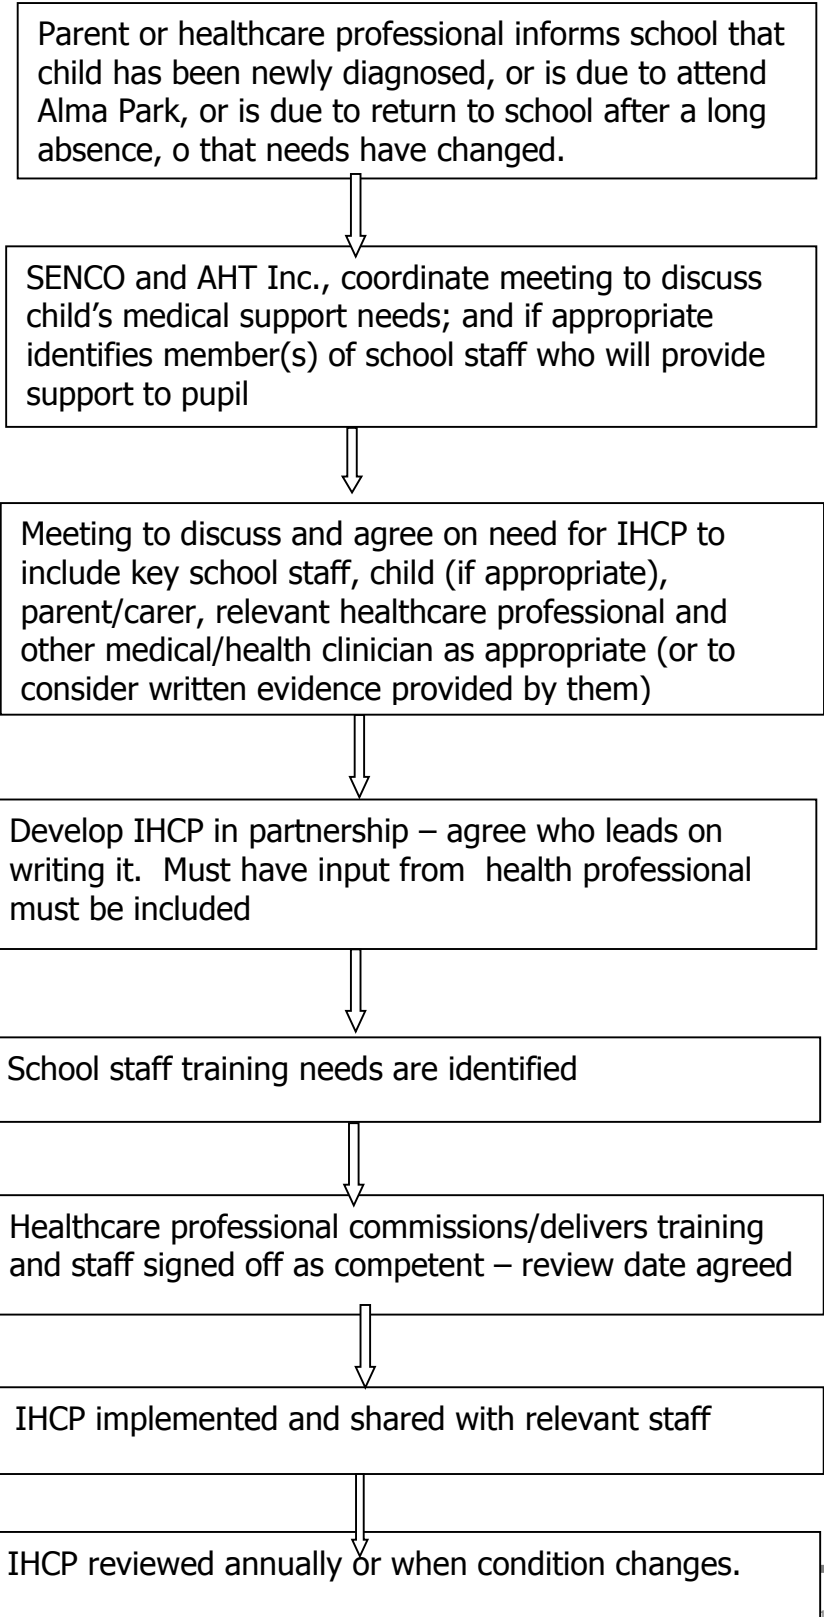 Parent or healthcare professional informs school that
child has been newly diagnosed, or is due to attend
Alma Park, or is due to return to school after a long
absence, o that needs have changed.
SENCO and AHT Inc., coordinate meeting to discuss
child's medical support needs; and if appropriate
identifies member(s) of school staff who will provide
support to pupil
Meeting to discuss and agree on need for IHCP to
include key school staff, child (if appropriate),
parent/carer, relevant healthcare professional and
other medical/health clinician as appropriate (or to
consider written evidence provided by them)
Develop IHCP in partnership – agree who leads on
writing it.  Must have input from  health professional
must be included
School staff training needs are identified
Healthcare professional commissions/delivers training
and staff signed off as competent – review date agreed
IHCP implemented and shared with relevant staff
IHCP reviewed annually or when condition changes.